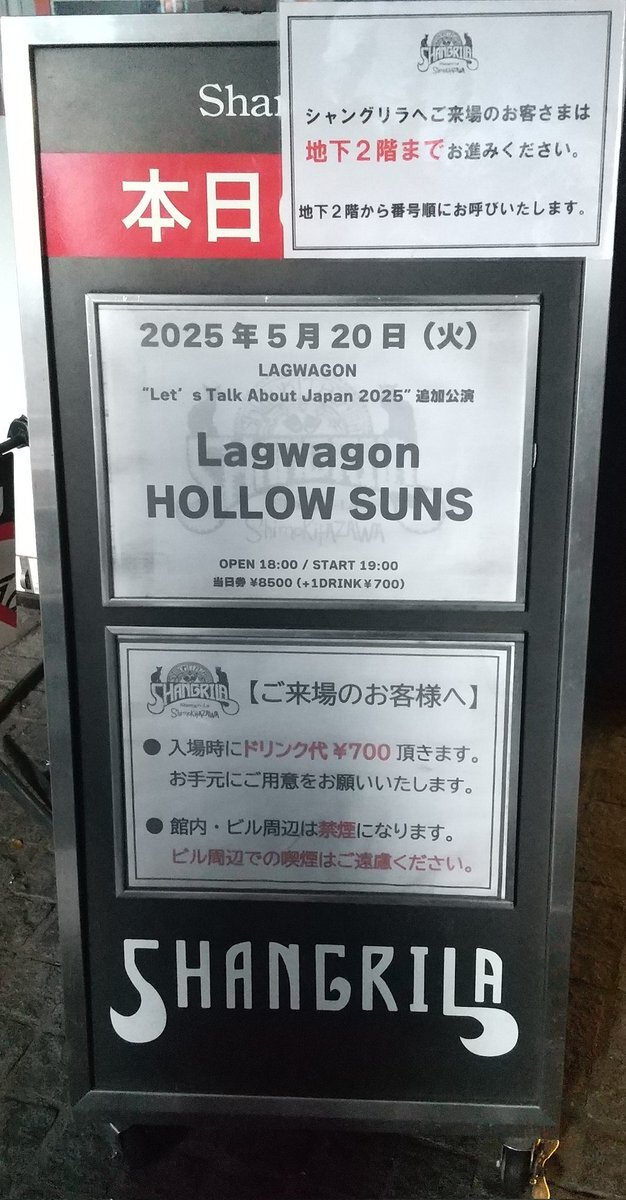 Shan
本日
SHANGRILA
Shimokitazawa
シャングリラへご来場のお客さまは
地下2階までお進みください。
地下2階から番号順にお呼びいたします。
2025年5月20日（火）
LAGWAGON
"Let's Talk About Japan 2025" 追加公演
Lagwagon
HOLLOW SUNS
SHIMOKITAZAWA
OPEN 18:00 / START 19:00
当日券 ¥8500（+1DRINK¥700）
SHANGRILA
SHIMOKITAZAWA
【ご来場のお客様へ】
● 入場時にドリンク代¥700頂きます。
お手元にご用意をお願いいたします。
● 館内・ビル周辺は禁煙になります。
ビル周辺での喫煙はご遠慮ください。
SHANGRILA